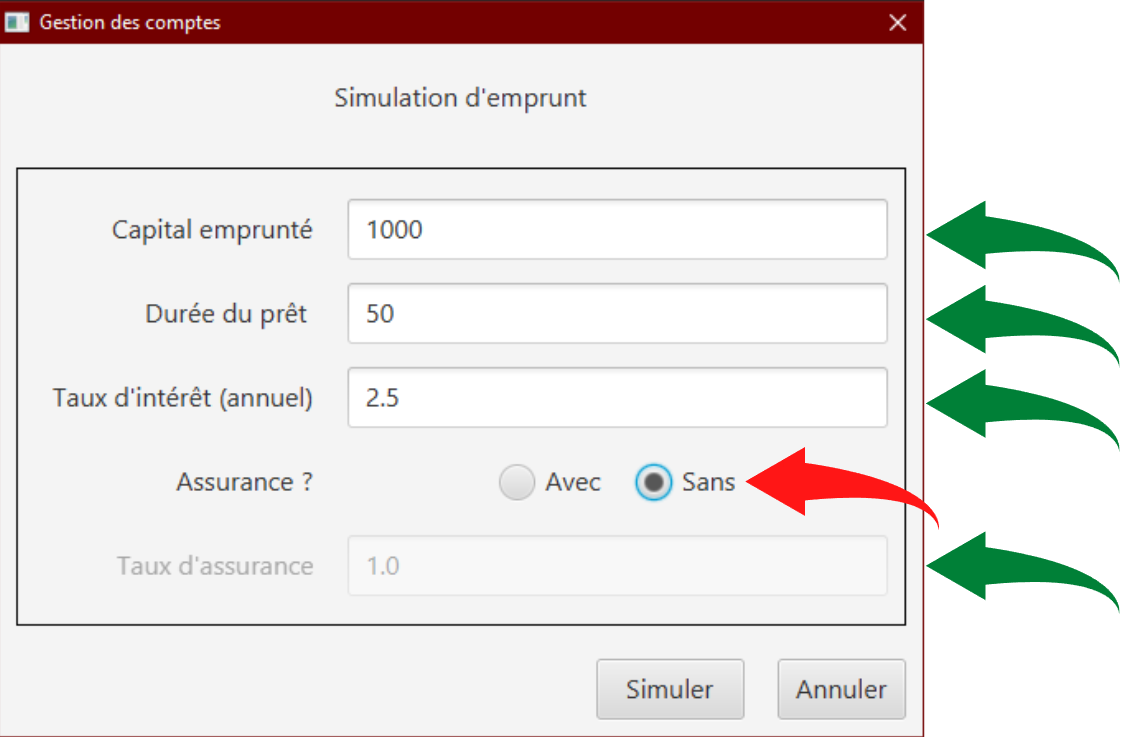 Gestion des comptes
Simulation d'emprunt
Capital emprunté 1000
Durée du prêt 50
Taux d'intérêt (annuel) 2.5
Assurance ? Avec Sans
Taux d'assurance 1.0
Simuler Annuler